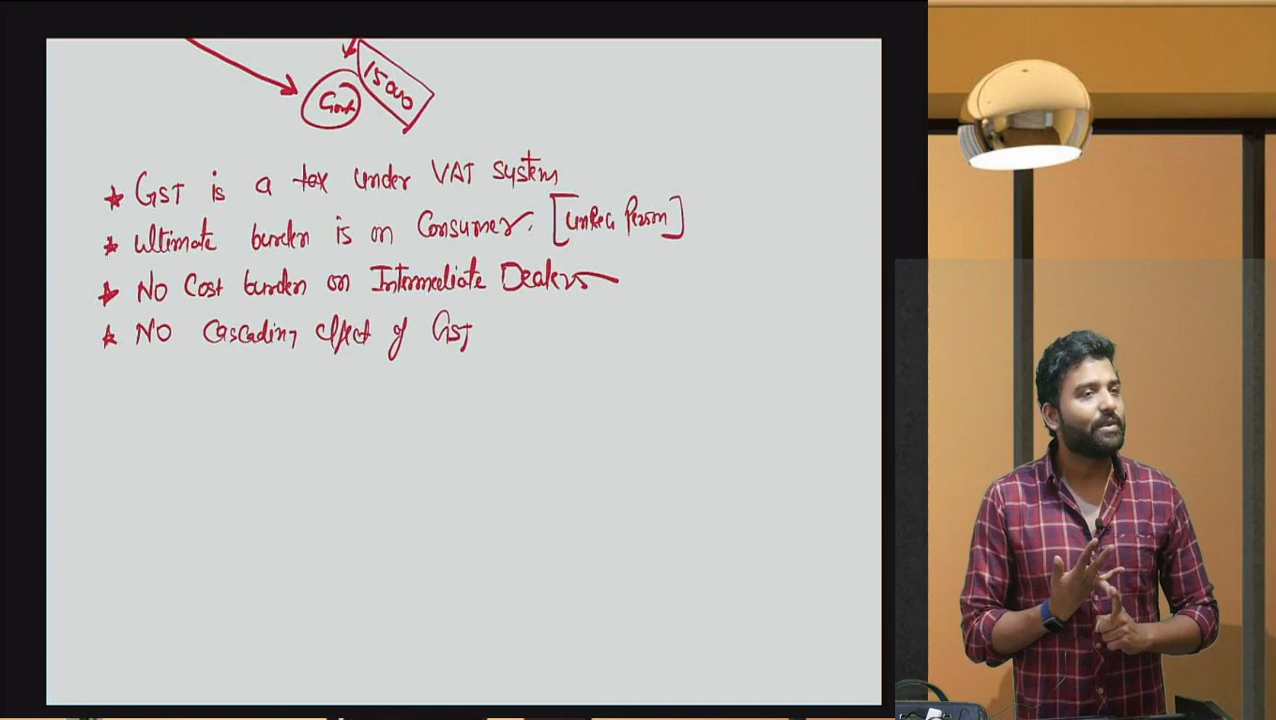 Govt
15000
★ GST is a tax under VAT system
★ Ultimate burden is on Consumer. [UnReg Person]
★ NO Cost burden on Intermediate Dealers
★ NO Cascading effect of GST